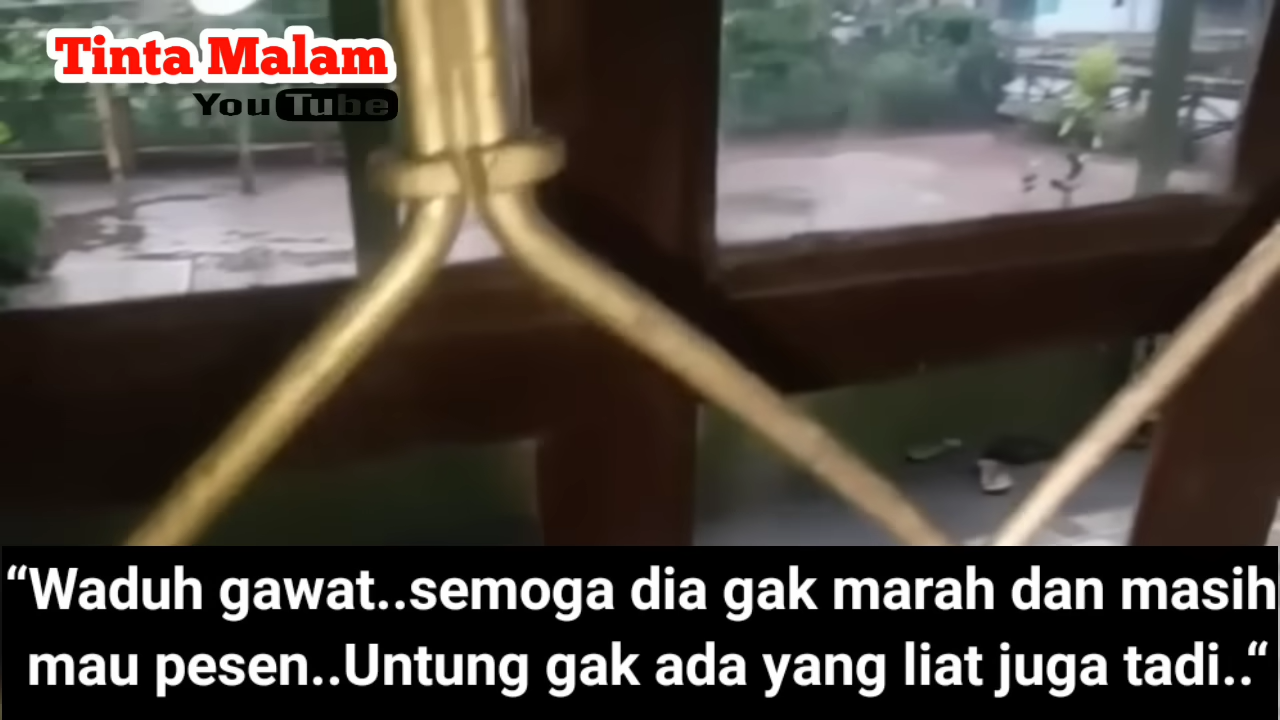 Tinta Malam
YouTube
“Waduh gawat..semoga dia gak marah dan masih
mau pesen..Untung gak ada yang liat juga tadi..“